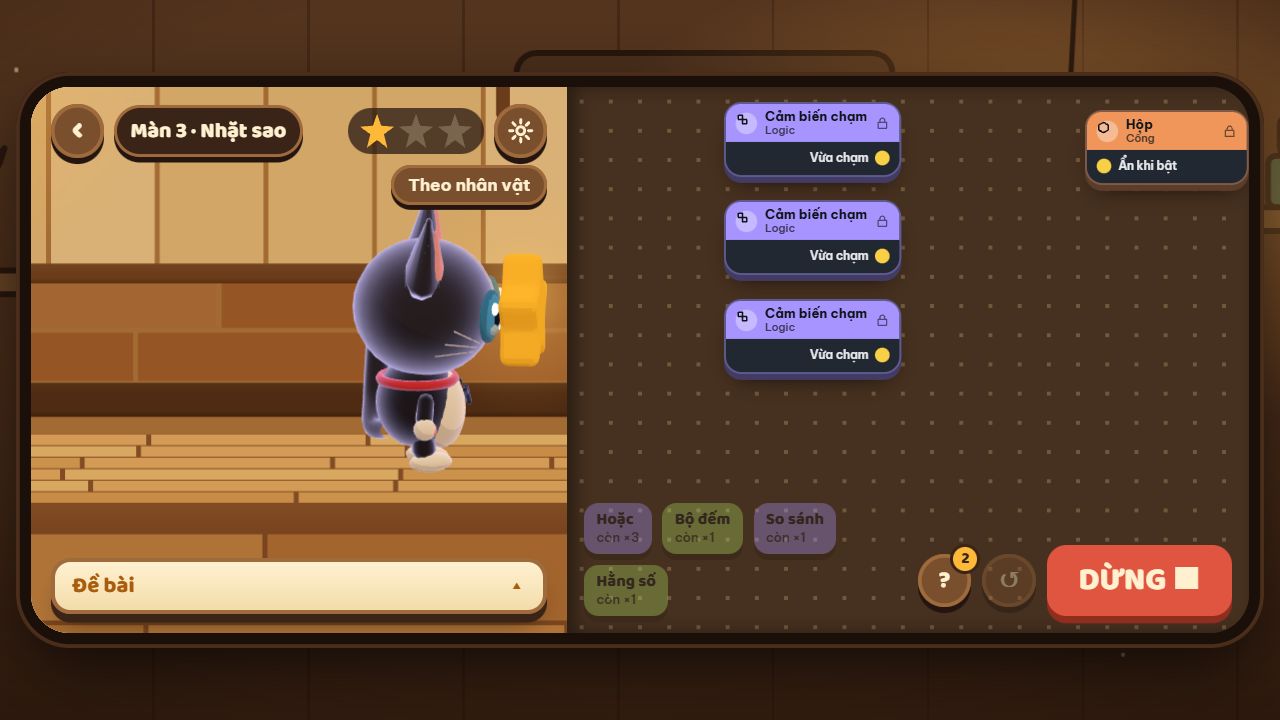 Màn 3 • Nhặt sao
Theo nhân vật
Đề bài
Cảm biến chạm
Logic
Vừa chạm
Cảm biến chạm
Logic
Vừa chạm
Cảm biến chạm
Logic
Vừa chạm
Hộp
Cổng
Ẩn khi bật
Hoặc
còn ×3
Bộ đếm
còn ×1
So sánh
còn ×1
Hằng số
còn ×1
?
2
DỪNG